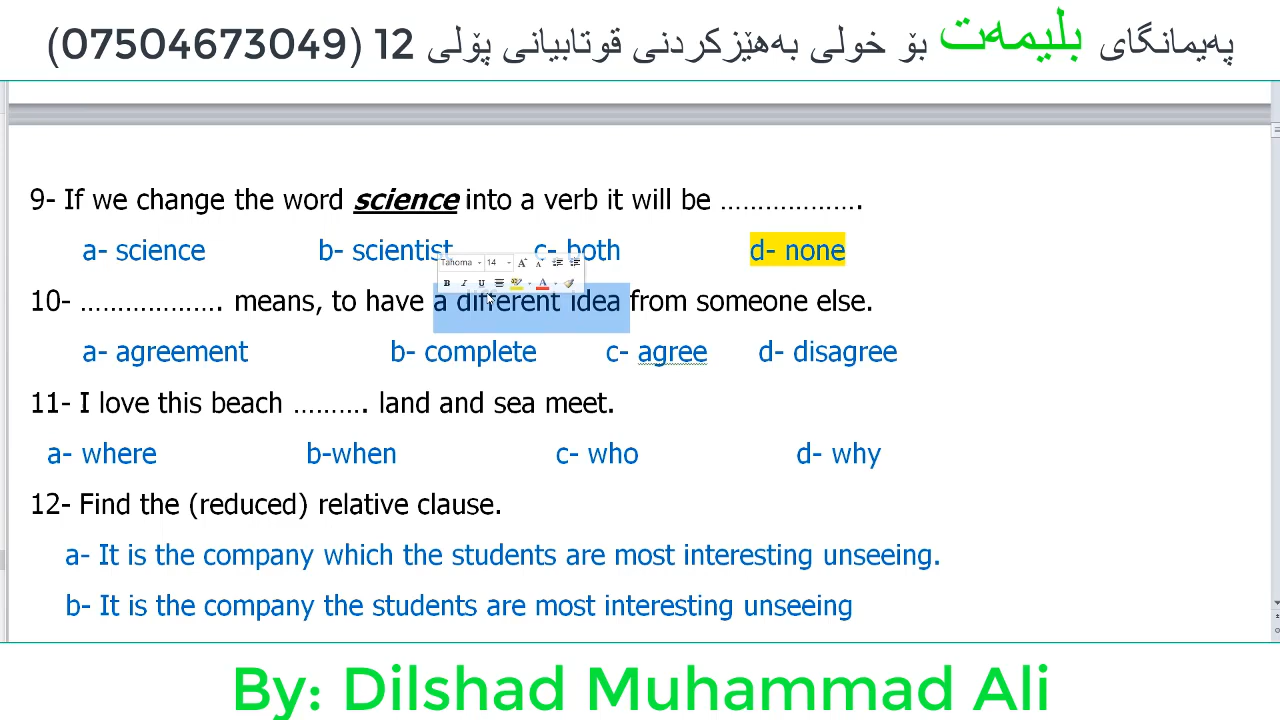 پەیمانگای بلیمەت بۆ خولی بەهێزکردنی قوتابیانی پۆلی 12 (07504673049)
9- If we change the word science into a verb it will be ………………..
a- science b- scientist c- both d- none
Tahoma 14
10- ………………. means, to have a different idea from someone else.
a- agreement b- complete c- agree d- disagree
11- I love this beach ………. land and sea meet.
a- where b-when c- who d- why
12- Find the (reduced) relative clause.
a- It is the company which the students are most interesting unseeing.
b- It is the company the students are most interesting unseeing
By: Dilshad Muhammad Ali